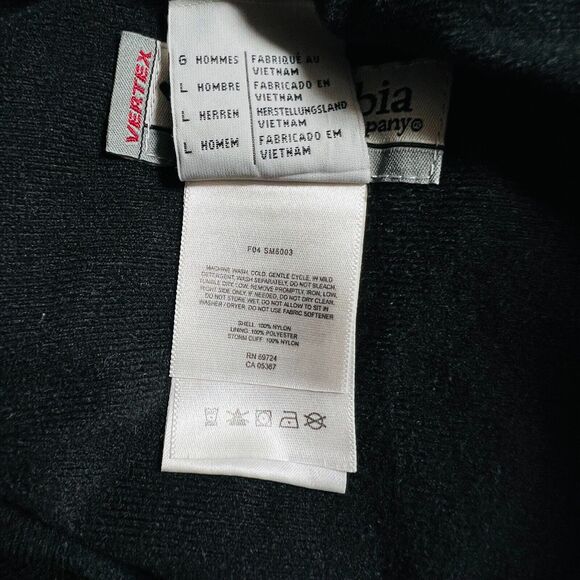 VERTEX
bia
mpany®
G HOMMES FABRIQUÉ AU VIETNAM
L HOMBRE FABRICADO EN VIETNAM
L HERREN HERSTELLUNGSLAND VIETNAM
L HOMEM FABRICADO EM VIETNAM
F04 SM6003
MACHINE WASH, COLD, GENTLE CYCLE, IN MILD
DETERGENT. WASH SEPARATELY, DO NOT BLEACH,
TUMBLE DRY LOW, REMOVE PROMPTLY, IRON, LOW,
RIGHT SIDE ONLY, IF NEEDED, DO NOT DRY CLEAN.
DO NOT STORE WET, DO NOT ALLOW TO SIT IN
WASHER / DRYER. DO NOT USE FABRIC SOFTENER
SHELL: 100% NYLON
LINING: 100% POLYESTER
STORM CUFF: 100% NYLON
RN 69724
CA 05367